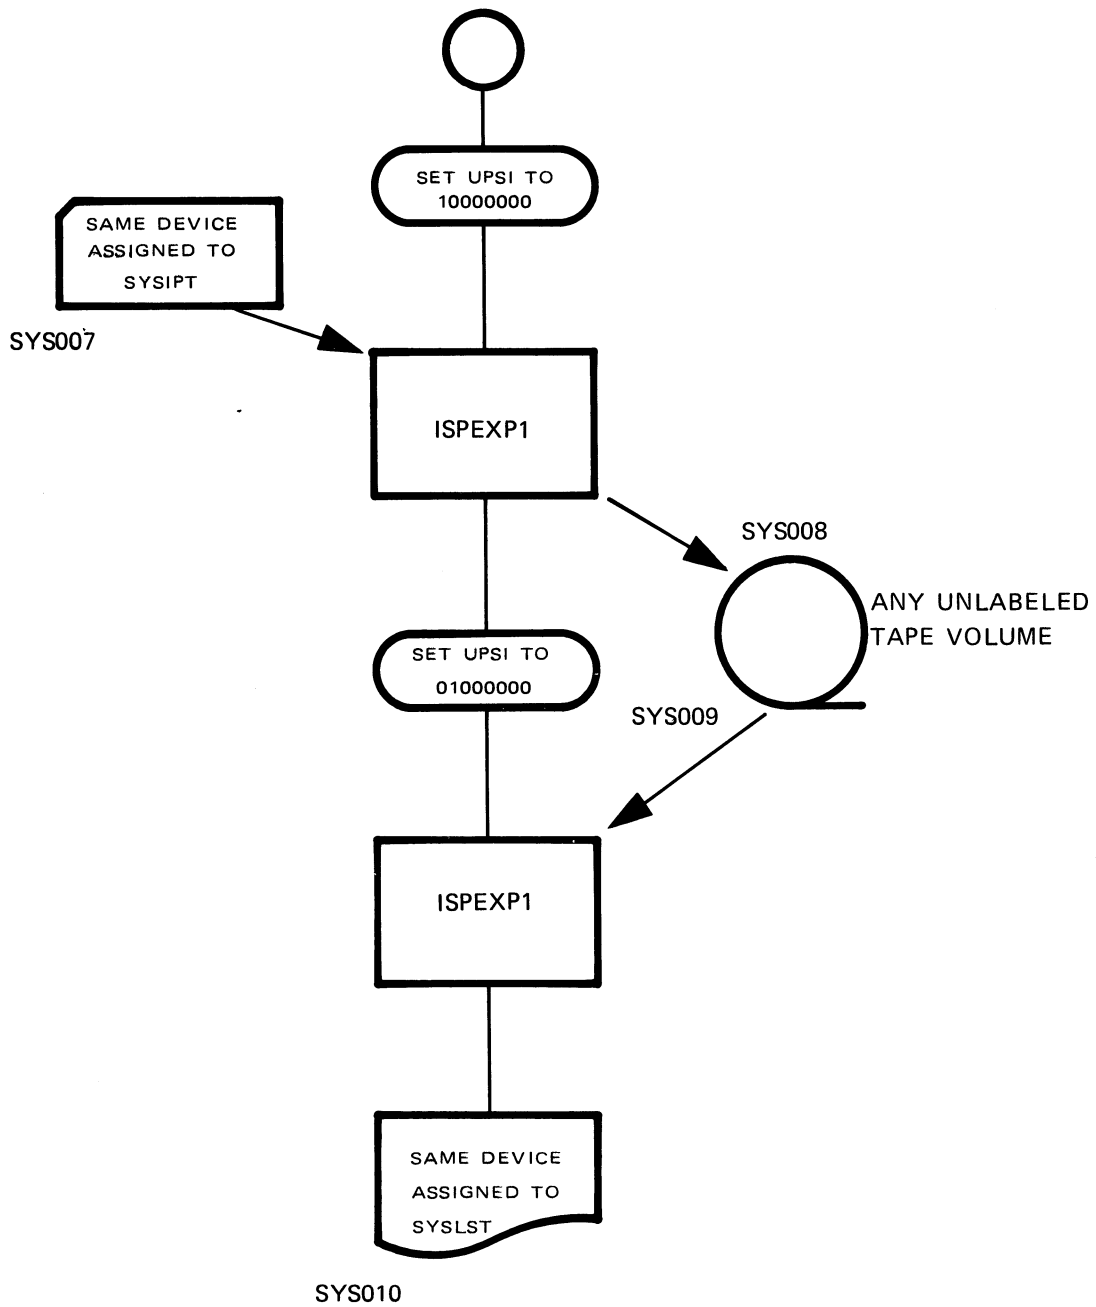 SET UPSI TO
10000000
SAME DEVICE
ASSIGNED TO
SYSIPT
SYS007
ISPEXP1
SYS008
ANY UNLABELED
TAPE VOLUME
SET UPSI TO
01000000
SYS009
ISPEXP1
SAME DEVICE
ASSIGNED TO
SYSLST
SYS010